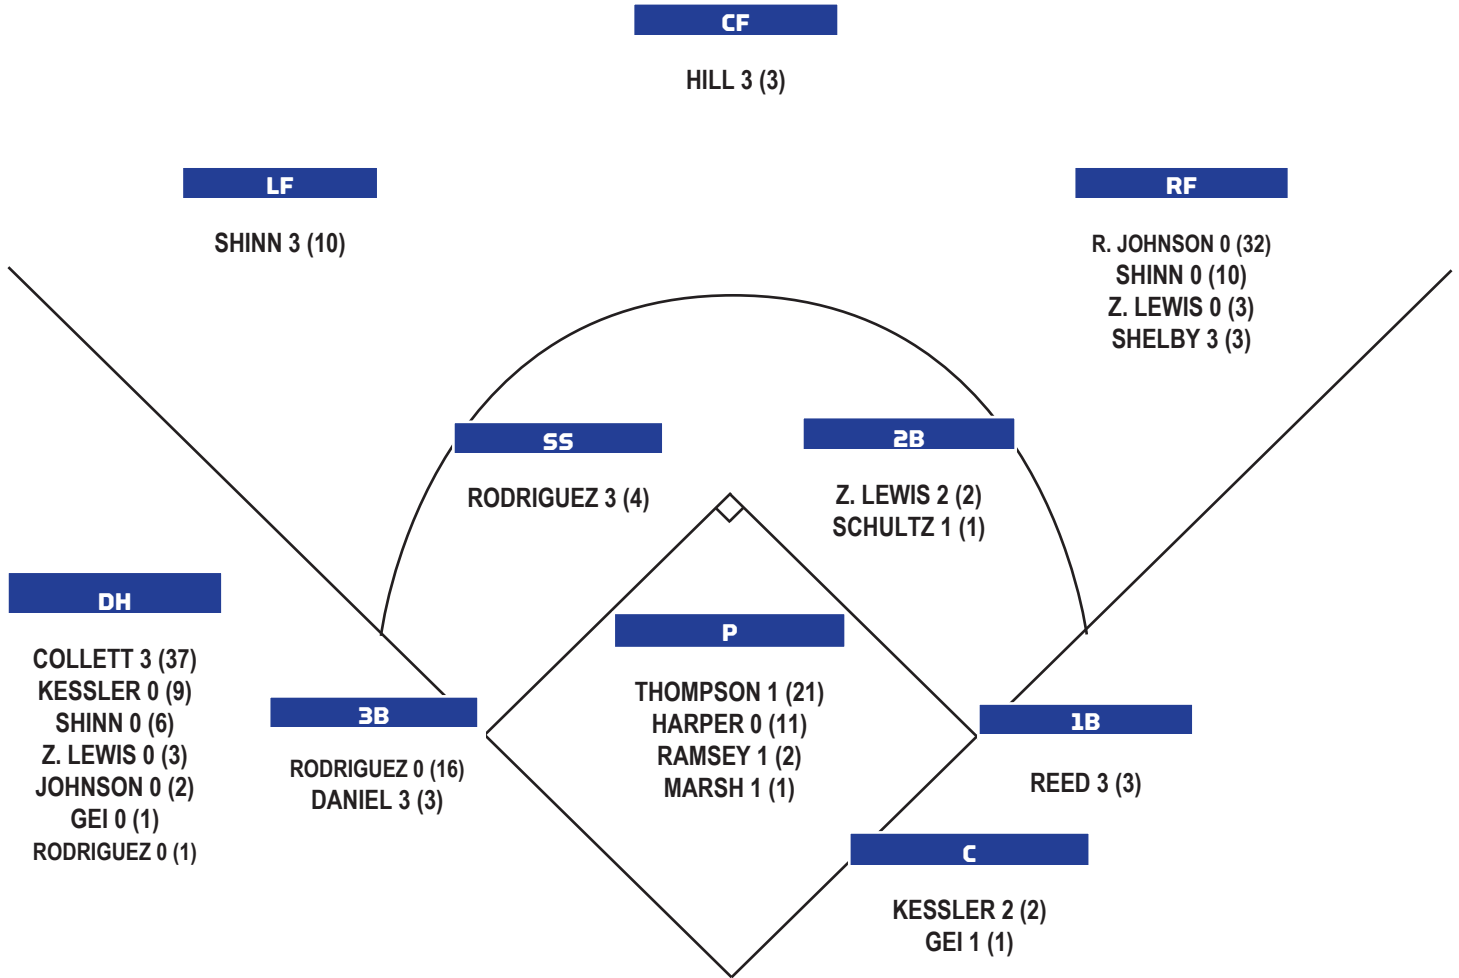 CF
HILL 3 (3)
LF
SHINN 3 (10)
RF
R. JOHNSON 0 (32)
SHINN 0 (10)
Z. LEWIS 0 (3)
SHELBY 3 (3)
SS
RODRIGUEZ 3 (4)
2B
Z. LEWIS 2 (2)
SCHULTZ 1 (1)
DH
COLLETT 3 (37)
KESSLER 0 (9)
SHINN 0 (6)
Z. LEWIS 0 (3)
JOHNSON 0 (2)
GEI 0 (1)
RODRIGUEZ 0 (1)
3B
RODRIGUEZ 0 (16)
DANIEL 3 (3)
P
THOMPSON 1 (21)
HARPER 0 (11)
RAMSEY 1 (2)
MARSH 1 (1)
1B
REED 3 (3)
C
KESSLER 2 (2)
GEI 1 (1)